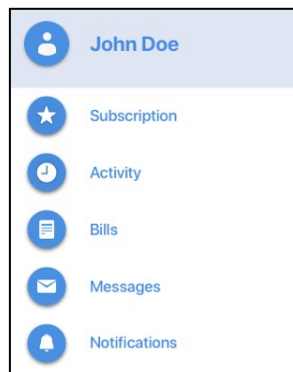 John Doe
Subscription
Activity
Bills
Messages
Notifications